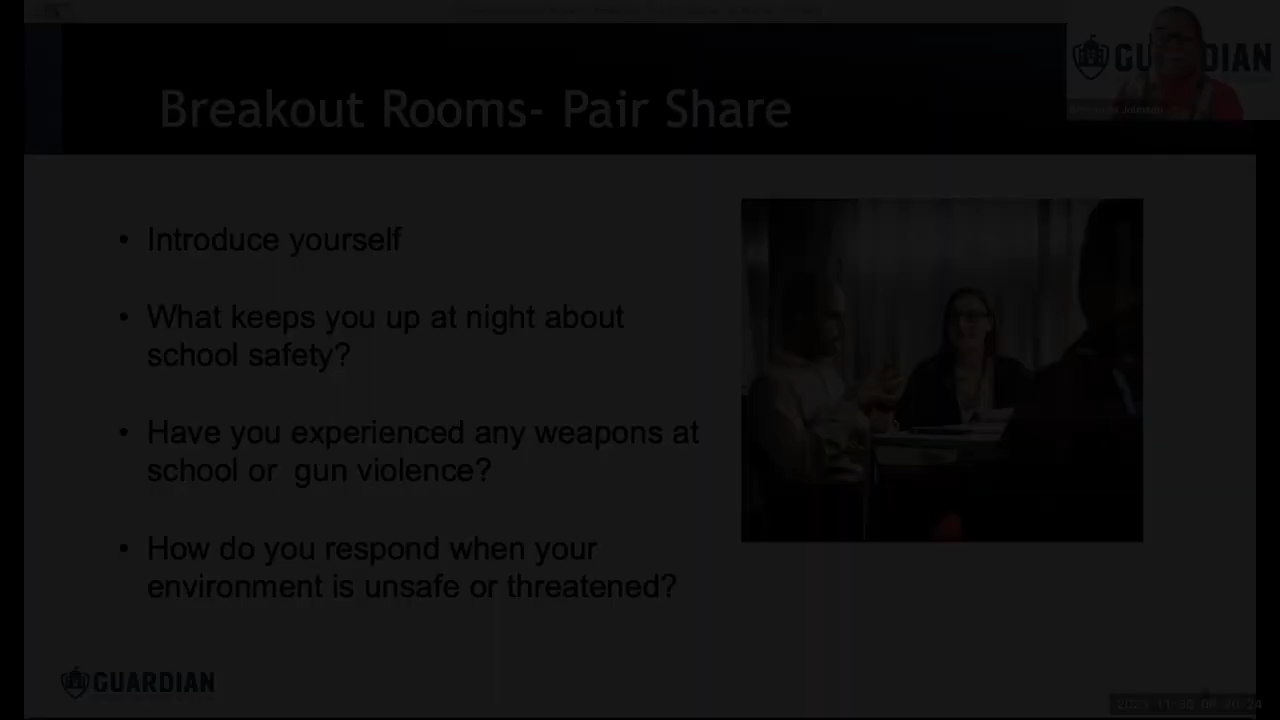 GUARDIAN
Breakout Rooms- Pair Share
Johnson
• Introduce yourself
• What keeps you up at night about
school safety?
• Have you experienced any weapons at
school or  gun violence?
• How do you respond when your
environment is unsafe or threatened?
GUARDIAN